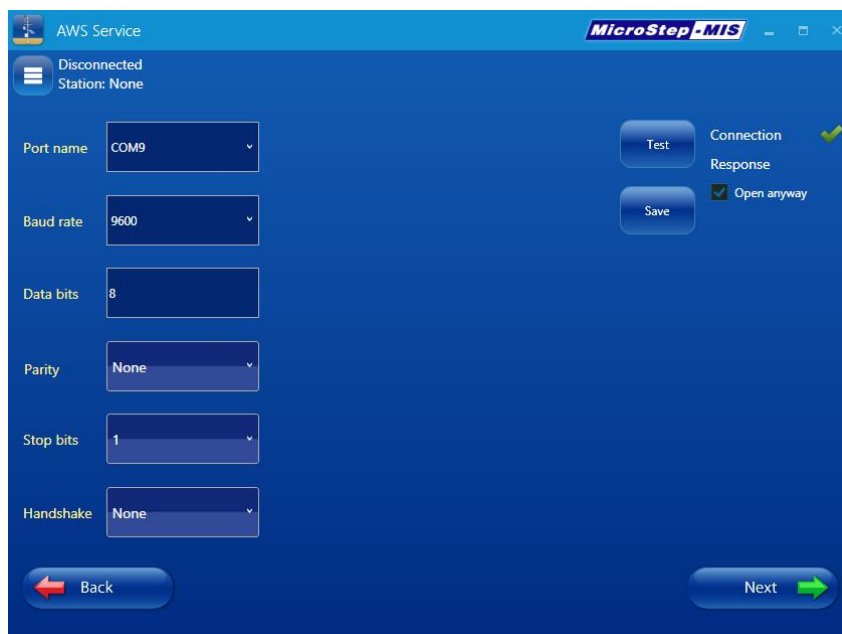 AWS Service
MicroStep-MIS
Disconnected
Station: None
Port name COM9
Baud rate 9600
Data bits 8
Parity None
Stop bits 1
Handshake None
Test
Connection
Response
Open anyway
Save
Back
Next